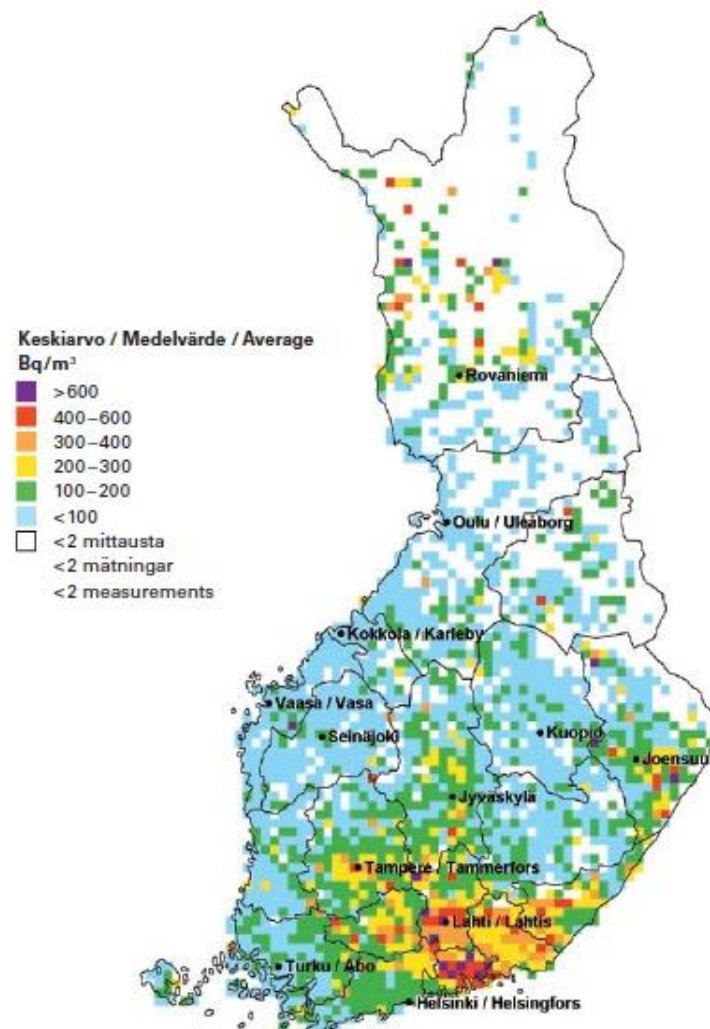 Keskiarvo / Medelvärde / Average
Bq/m³
>600
400–600
300–400
200–300
100–200
<100
<2 mittausta
<2 mätningar
<2 measurements
Rovaniemi
Oulu / Uleåborg
Kokkola / Karleby
Vaasa / Vasa
Seinäjoki
Kuopio
Joensuu
Jyväskylä
Tampere / Tammerfors
Lahti / Lahtis
Turku / Åbo
Helsinki / Helsingfors